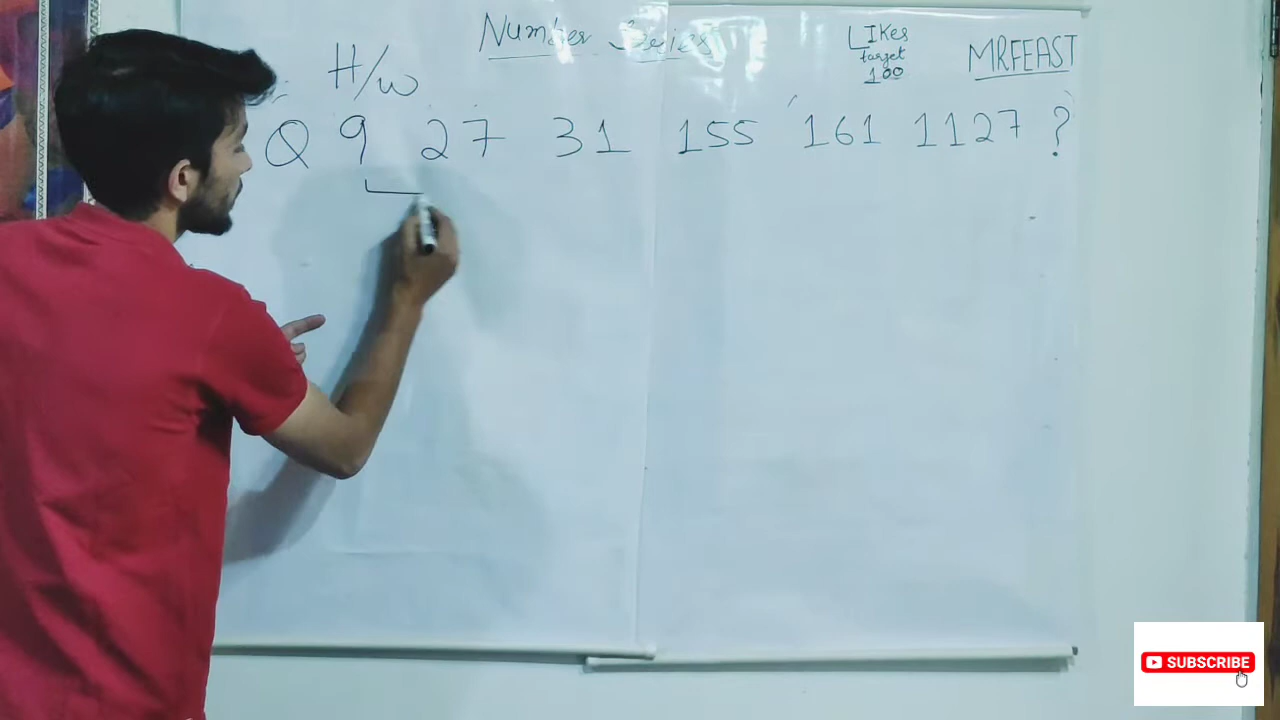 Number Series
LIKes
target
100
MRFEAST
H/w
Q 9 27 31 155 161 1127 ?
SUBSCRIBE